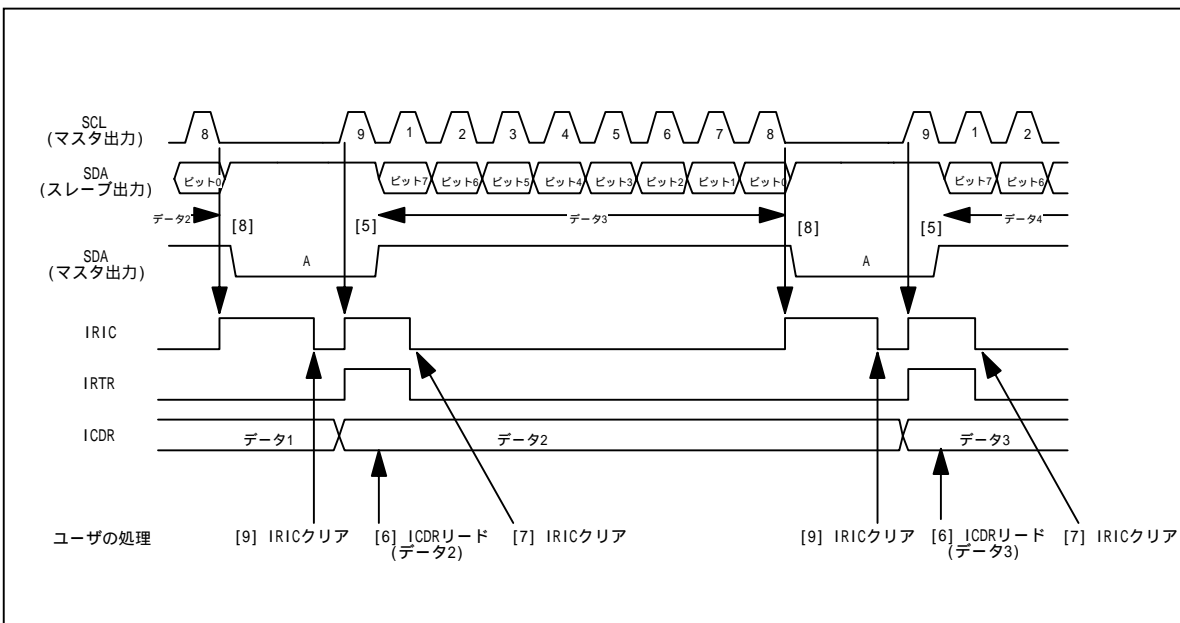 SCL
(マスタ出力)
8 9 1 2 3 4 5 6 7 8 9 1 2
SDA
(スレーブ出力)
ビット0 ビット7 ビット6 ビット5 ビット4 ビット3 ビット2 ビット1 ビット0 ビット7 ビット6
データ2 [8] [5] データ3 [8] [5] データ4
SDA
(マスタ出力)
A A
IRIC
IRTR
ICDR データ1 データ2 データ3
ユーザの処理 [9] IRICクリア [6] ICDRリード [7] IRICクリア [9] IRICクリア [6] ICDRリード [7] IRICクリア
(データ2) (データ3)